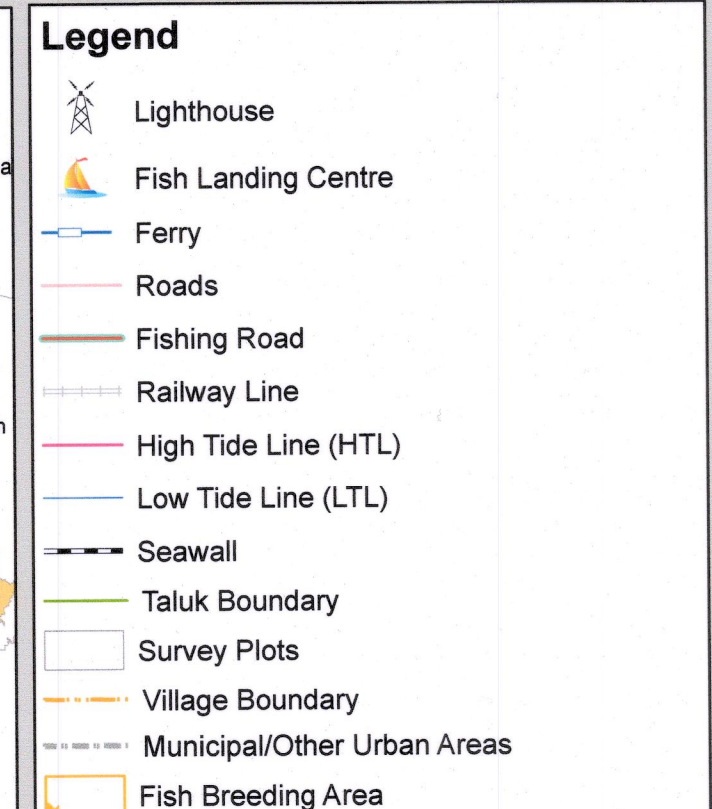 Legend
Lighthouse
Fish Landing Centre
Ferry
Roads
Fishing Road
Railway Line
High Tide Line (HTL)
Low Tide Line (LTL)
Seawall
Taluk Boundary
Survey Plots
Village Boundary
Municipal/Other Urban Areas
Fish Breeding Area